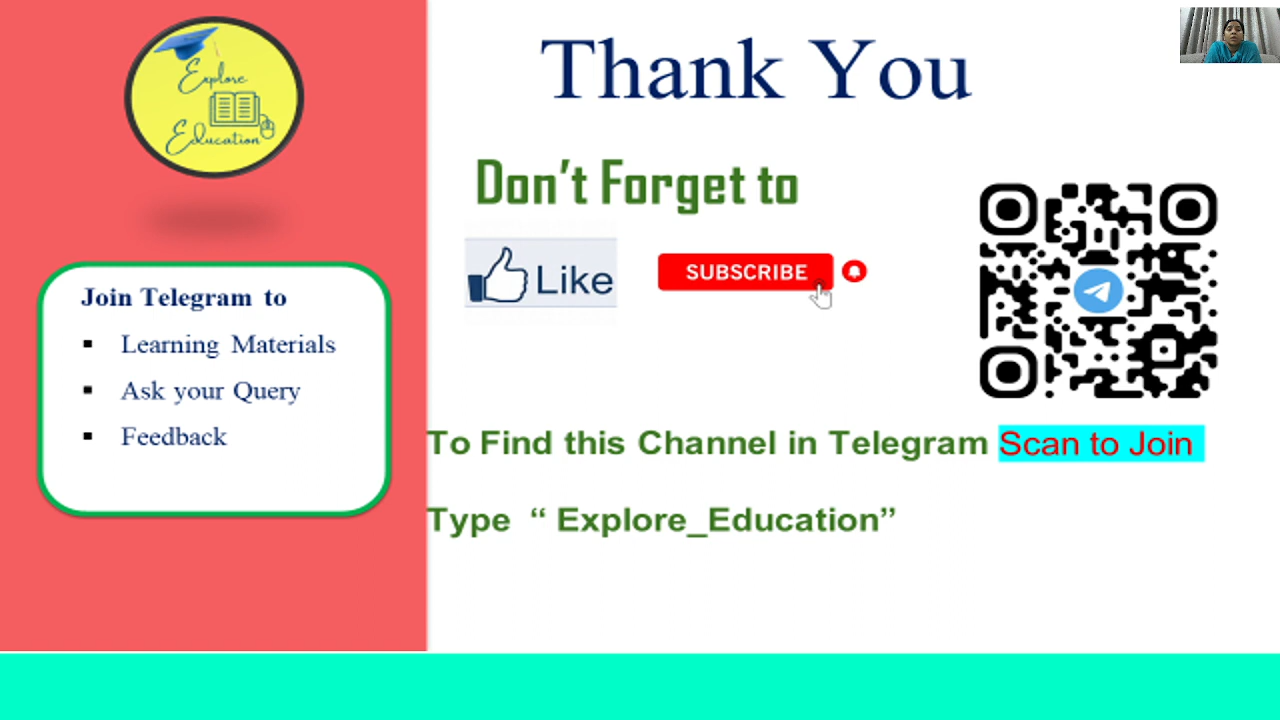 Explore
Education
Join Telegram to
▪ Learning Materials
▪ Ask your Query
▪ Feedback
Thank You
Don't Forget to
Like
SUBSCRIBE
To Find this Channel in Telegram Scan to Join
Type “ Explore_Education”